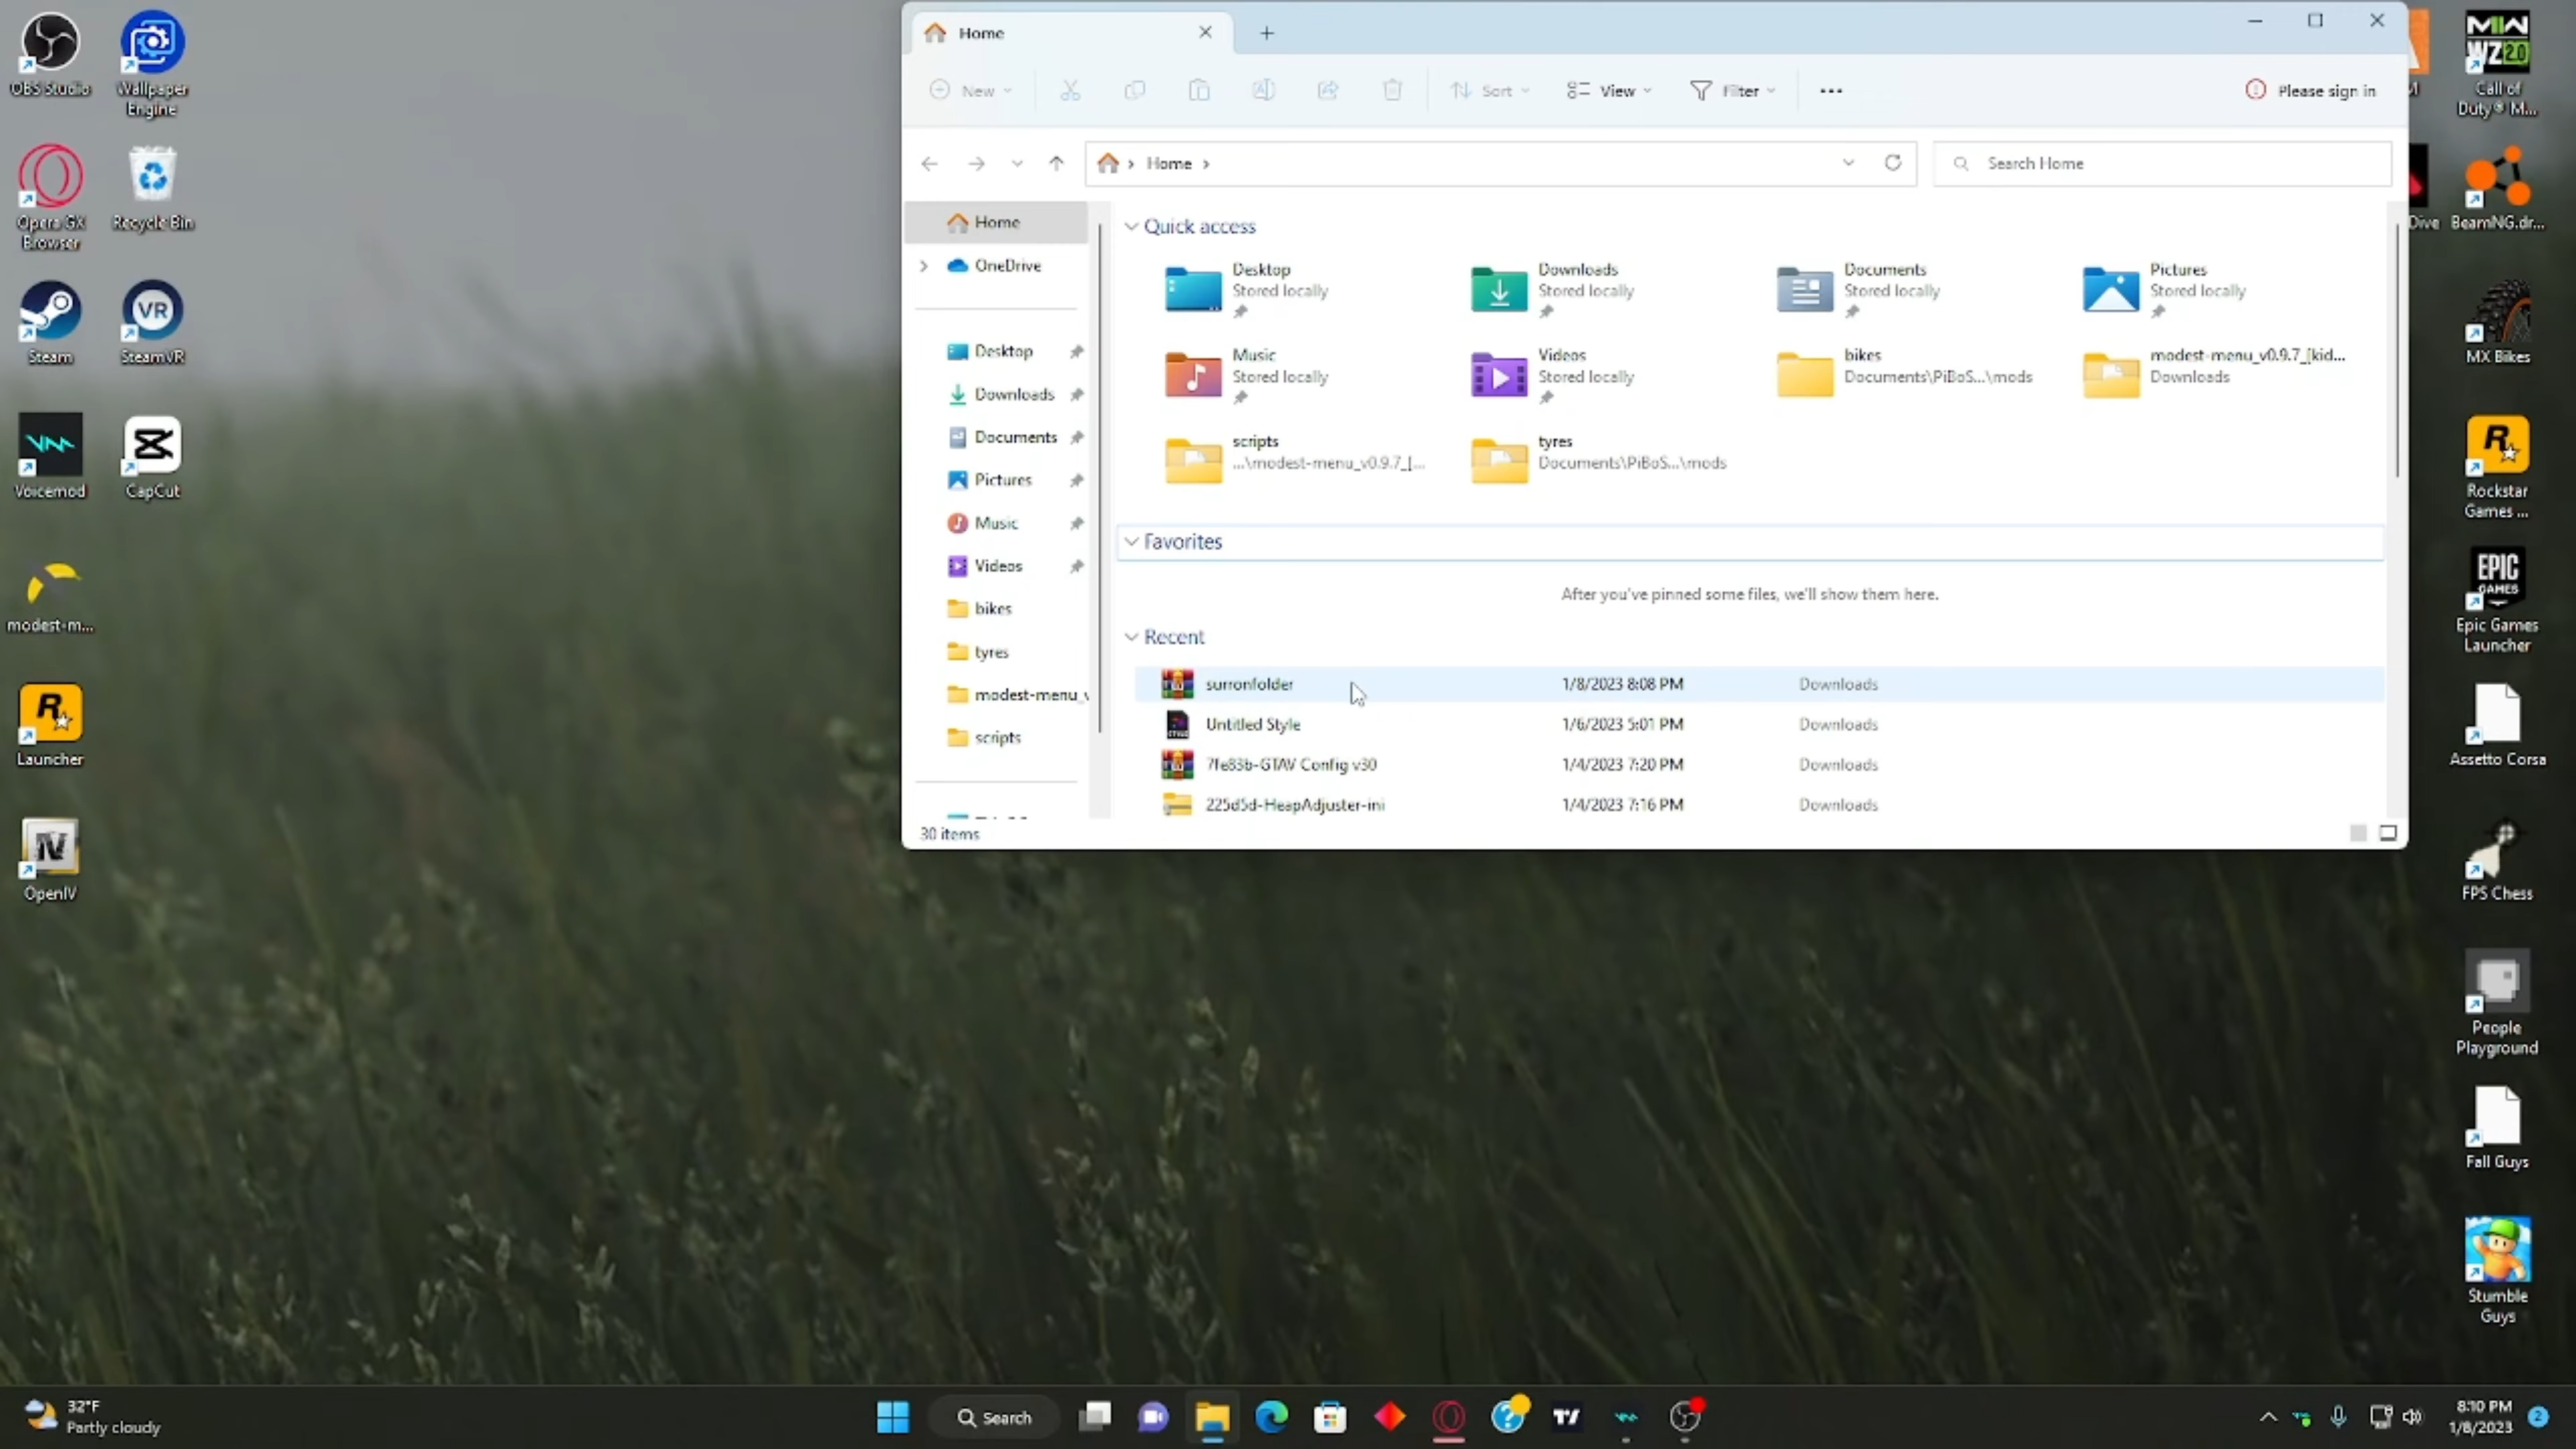 OBS Studio
Wallpaper
Engine
Opera GX
Browser
Recycle Bin
Steam
VR
SteamVR
Voicemod
CapCut
modest-m...
Launcher
IV
OpenIV
Home
New
Sort
View
Filter
Please sign in
Home
Search Home
Home
OneDrive
Desktop
Downloads
Documents
Pictures
Music
Videos
bikes
tyres
modest-menu_v
scripts
Quick access
Desktop
Stored locally
Downloads
Stored locally
Documents
Stored locally
Pictures
Stored locally
Music
Stored locally
Videos
Stored locally
bikes
Documents\PiBoS...\mods
modest-menu_v0.9.7_[kid...
Downloads
scripts
...\modest-menu_v0.9.7_[...
tyres
Documents\PiBoS...\mods
Favorites
After you've pinned some files, we'll show them here.
Recent
surronfolder 1/8/2023 8:08 PM Downloads
Untitled Style 1/6/2023 5:01 PM Downloads
7fe83b-GTAV Config v30 1/4/2023 7:20 PM Downloads
225d5d-HeapAdjuster-ini 1/4/2023 7:16 PM Downloads
30 items
MW
WZ 2.0
Call of
Duty® M...
Dive
BeamNG.dr...
MX Bikes
R
Rockstar
Games ...
EPIC
GAMES
Epic Games
Launcher
Assetto Corsa
FPS Chess
People
Playground
Fall Guys
Stumble
Guys
32°F
Partly cloudy
Search
8:10 PM
1/8/2023
2